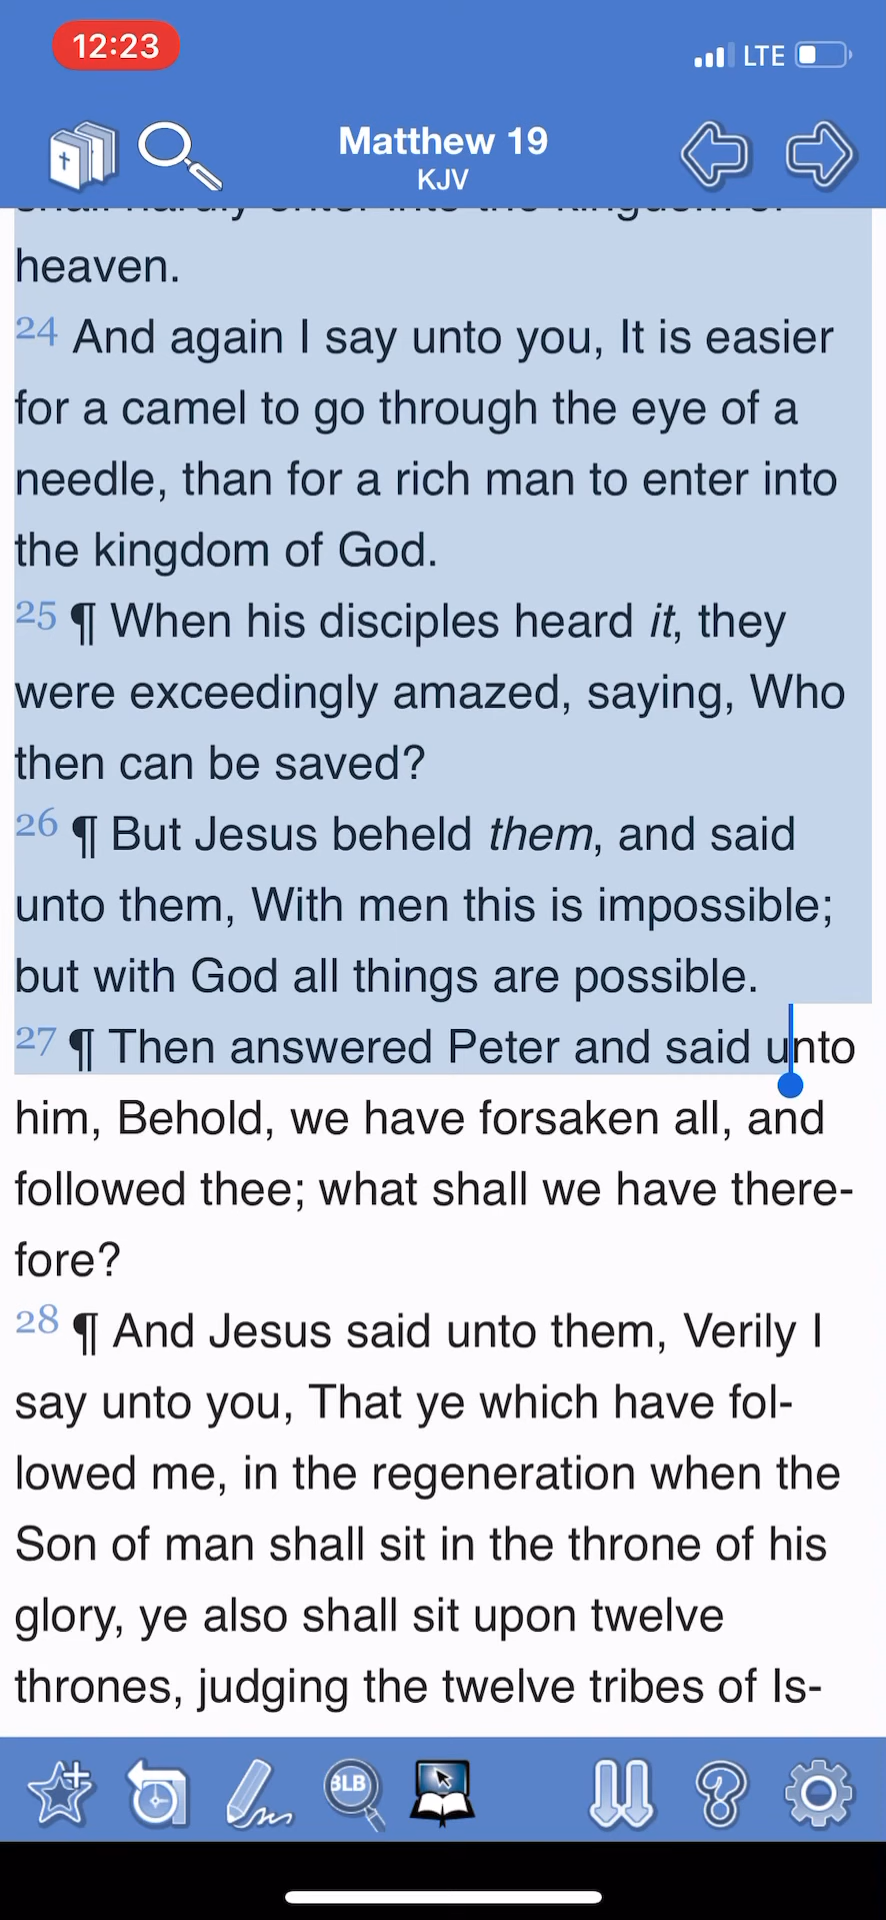 12:23
LTE
Matthew 19
KJV
shall hardly enter into the kingdom of
heaven.
24 And again I say unto you, It is easier
for a camel to go through the eye of a
needle, than for a rich man to enter into
the kingdom of God.
25 ¶ When his disciples heard it, they
were exceedingly amazed, saying, Who
then can be saved?
26 ¶ But Jesus beheld them, and said
unto them, With men this is impossible;
but with God all things are possible.
27 ¶ Then answered Peter and said unto
him, Behold, we have forsaken all, and
followed thee; what shall we have there-
fore?
28 ¶ And Jesus said unto them, Verily I
say unto you, That ye which have fol-
lowed me, in the regeneration when the
Son of man shall sit in the throne of his
glory, ye also shall sit upon twelve
thrones, judging the twelve tribes of Is-
BLB